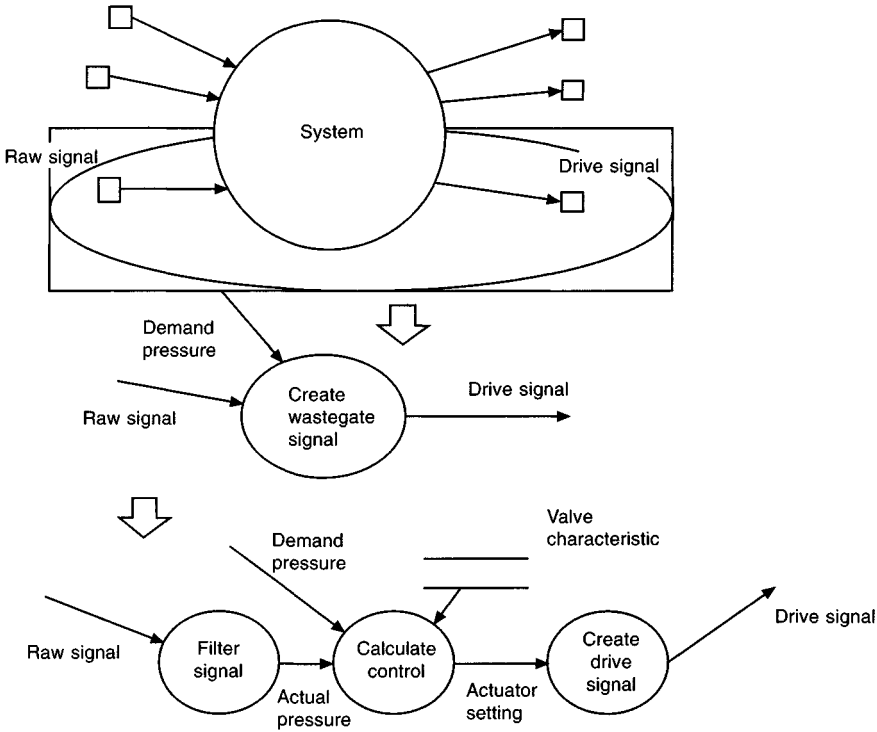 System
Raw signal
Drive signal
Demand
pressure
Create
wastegate
signal
Drive signal
Raw signal
Valve
characteristic
Demand
pressure
Raw signal
Filter
signal
Calculate
control
Create
drive
signal
Drive signal
Actual
pressure
Actuator
setting